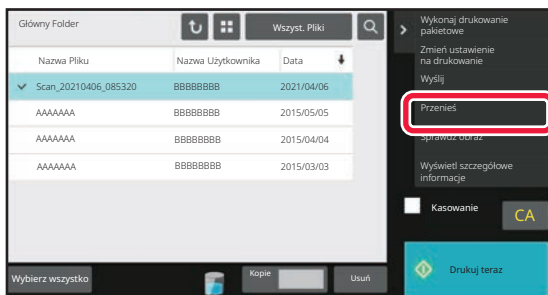 Główny Folder
Wszyst. Pliki
Nazwa Pliku Nazwa Użytkownika Data
Scan_20210406_085320 BBBBBBBB 2021/04/06
AAAAAAA BBBBBBBB 2015/05/05
AAAAAAA BBBBBBBB 2015/04/04
AAAAAAA BBBBBBBB 2015/03/03
Wybierz wszystko
Kopie
Usuń
Wykonaj drukowanie
pakietowe
Zmień ustawienie
na drukowanie
Wyślij
Przenieś
Sprawdź obraz
Wyświetl szczegółowe
informacje
Kasowanie
CA
Drukuj teraz